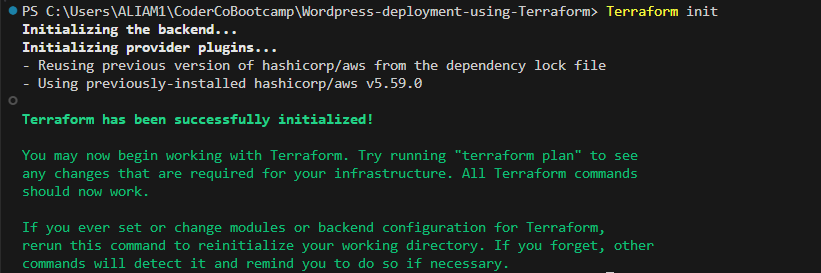 PS C:\Users\ALIAM1\CoderCoBootcamp\Wordpress-deployment-using-Terraform> Terraform init
Initializing the backend...
Initializing provider plugins...
- Reusing previous version of hashicorp/aws from the dependency lock file
- Using previously-installed hashicorp/aws v5.59.0
Terraform has been successfully initialized!
You may now begin working with Terraform. Try running "terraform plan" to see
any changes that are required for your infrastructure. All Terraform commands
should now work.
If you ever set or change modules or backend configuration for Terraform,
rerun this command to reinitialize your working directory. If you forget, other
commands will detect it and remind you to do so if necessary.